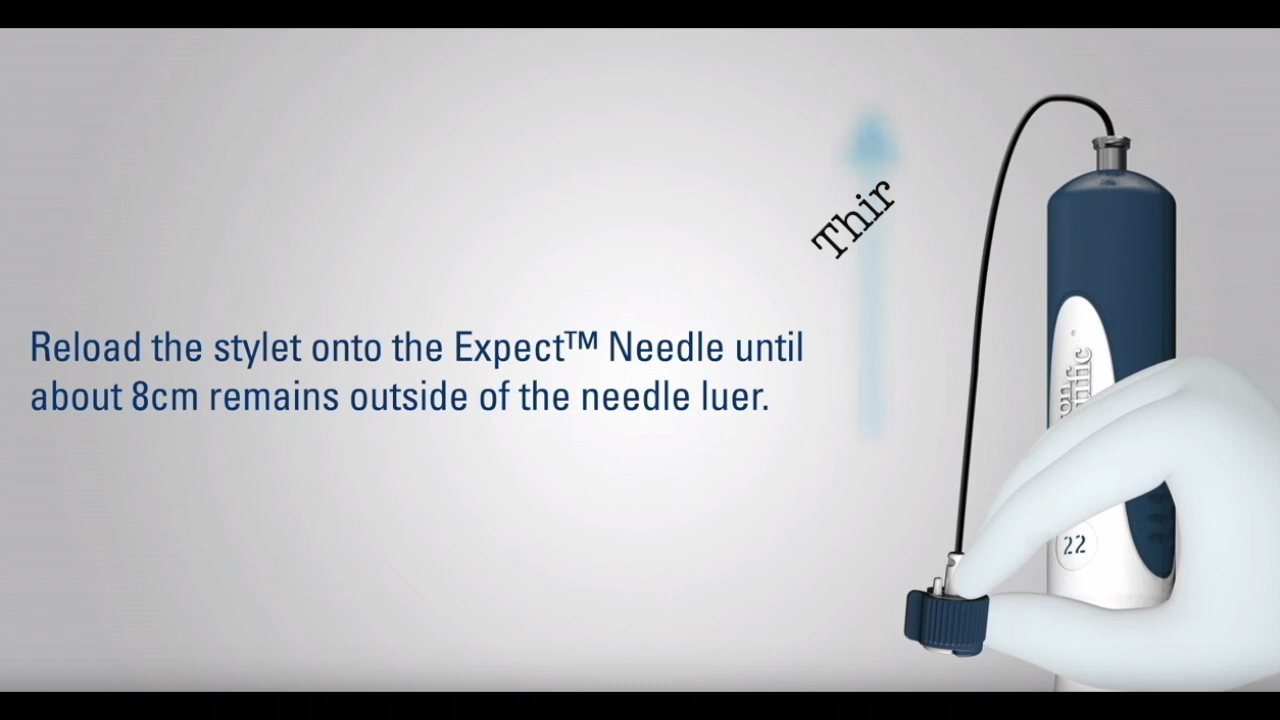 Thir
Reload the stylet onto the Expect™ Needle until
about 8cm remains outside of the needle luer.
22